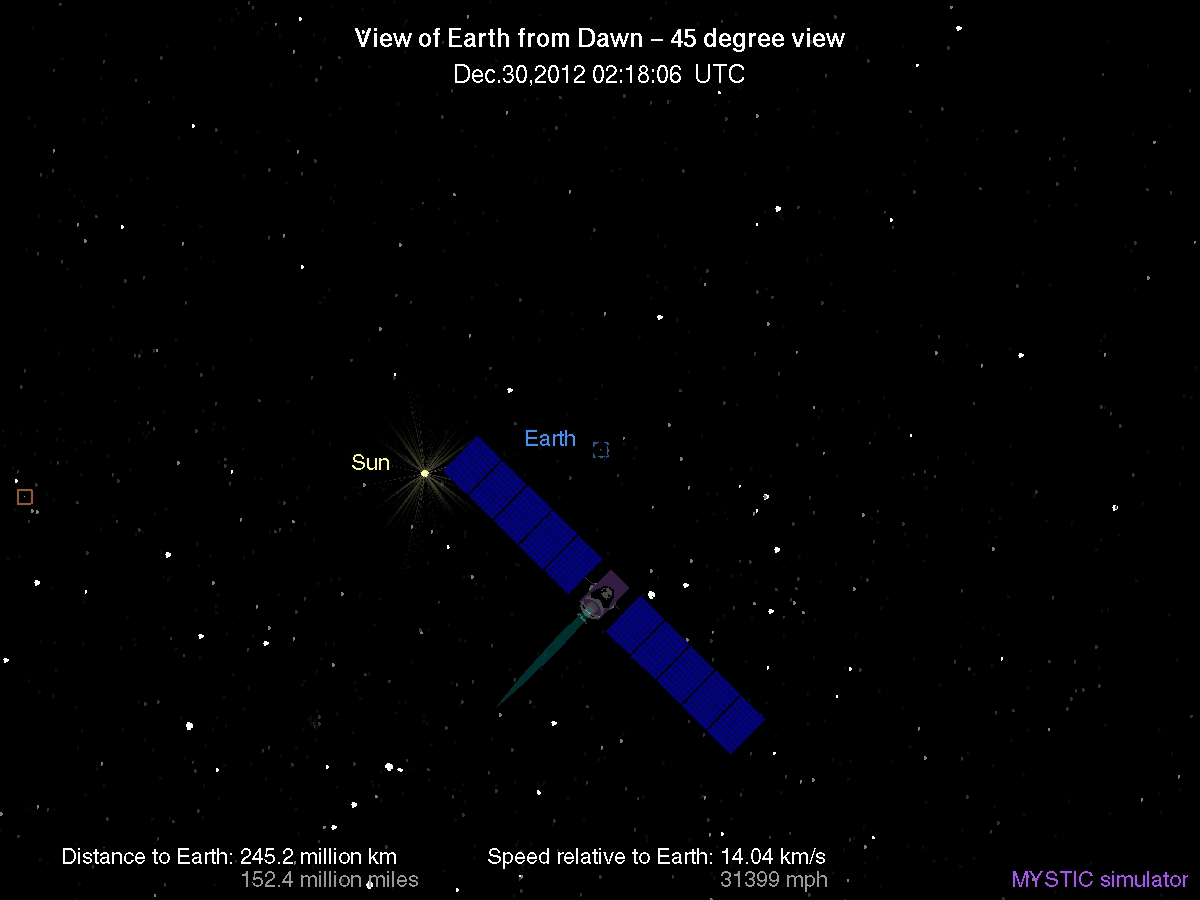 View of Earth from Dawn – 45 degree view
Dec.30,2012 02:18:06 UTC
Earth
Sun
Distance to Earth: 245.2 million km
152.4 million miles
Speed relative to Earth: 14.04 km/s
31399 mph
MYSTIC simulator